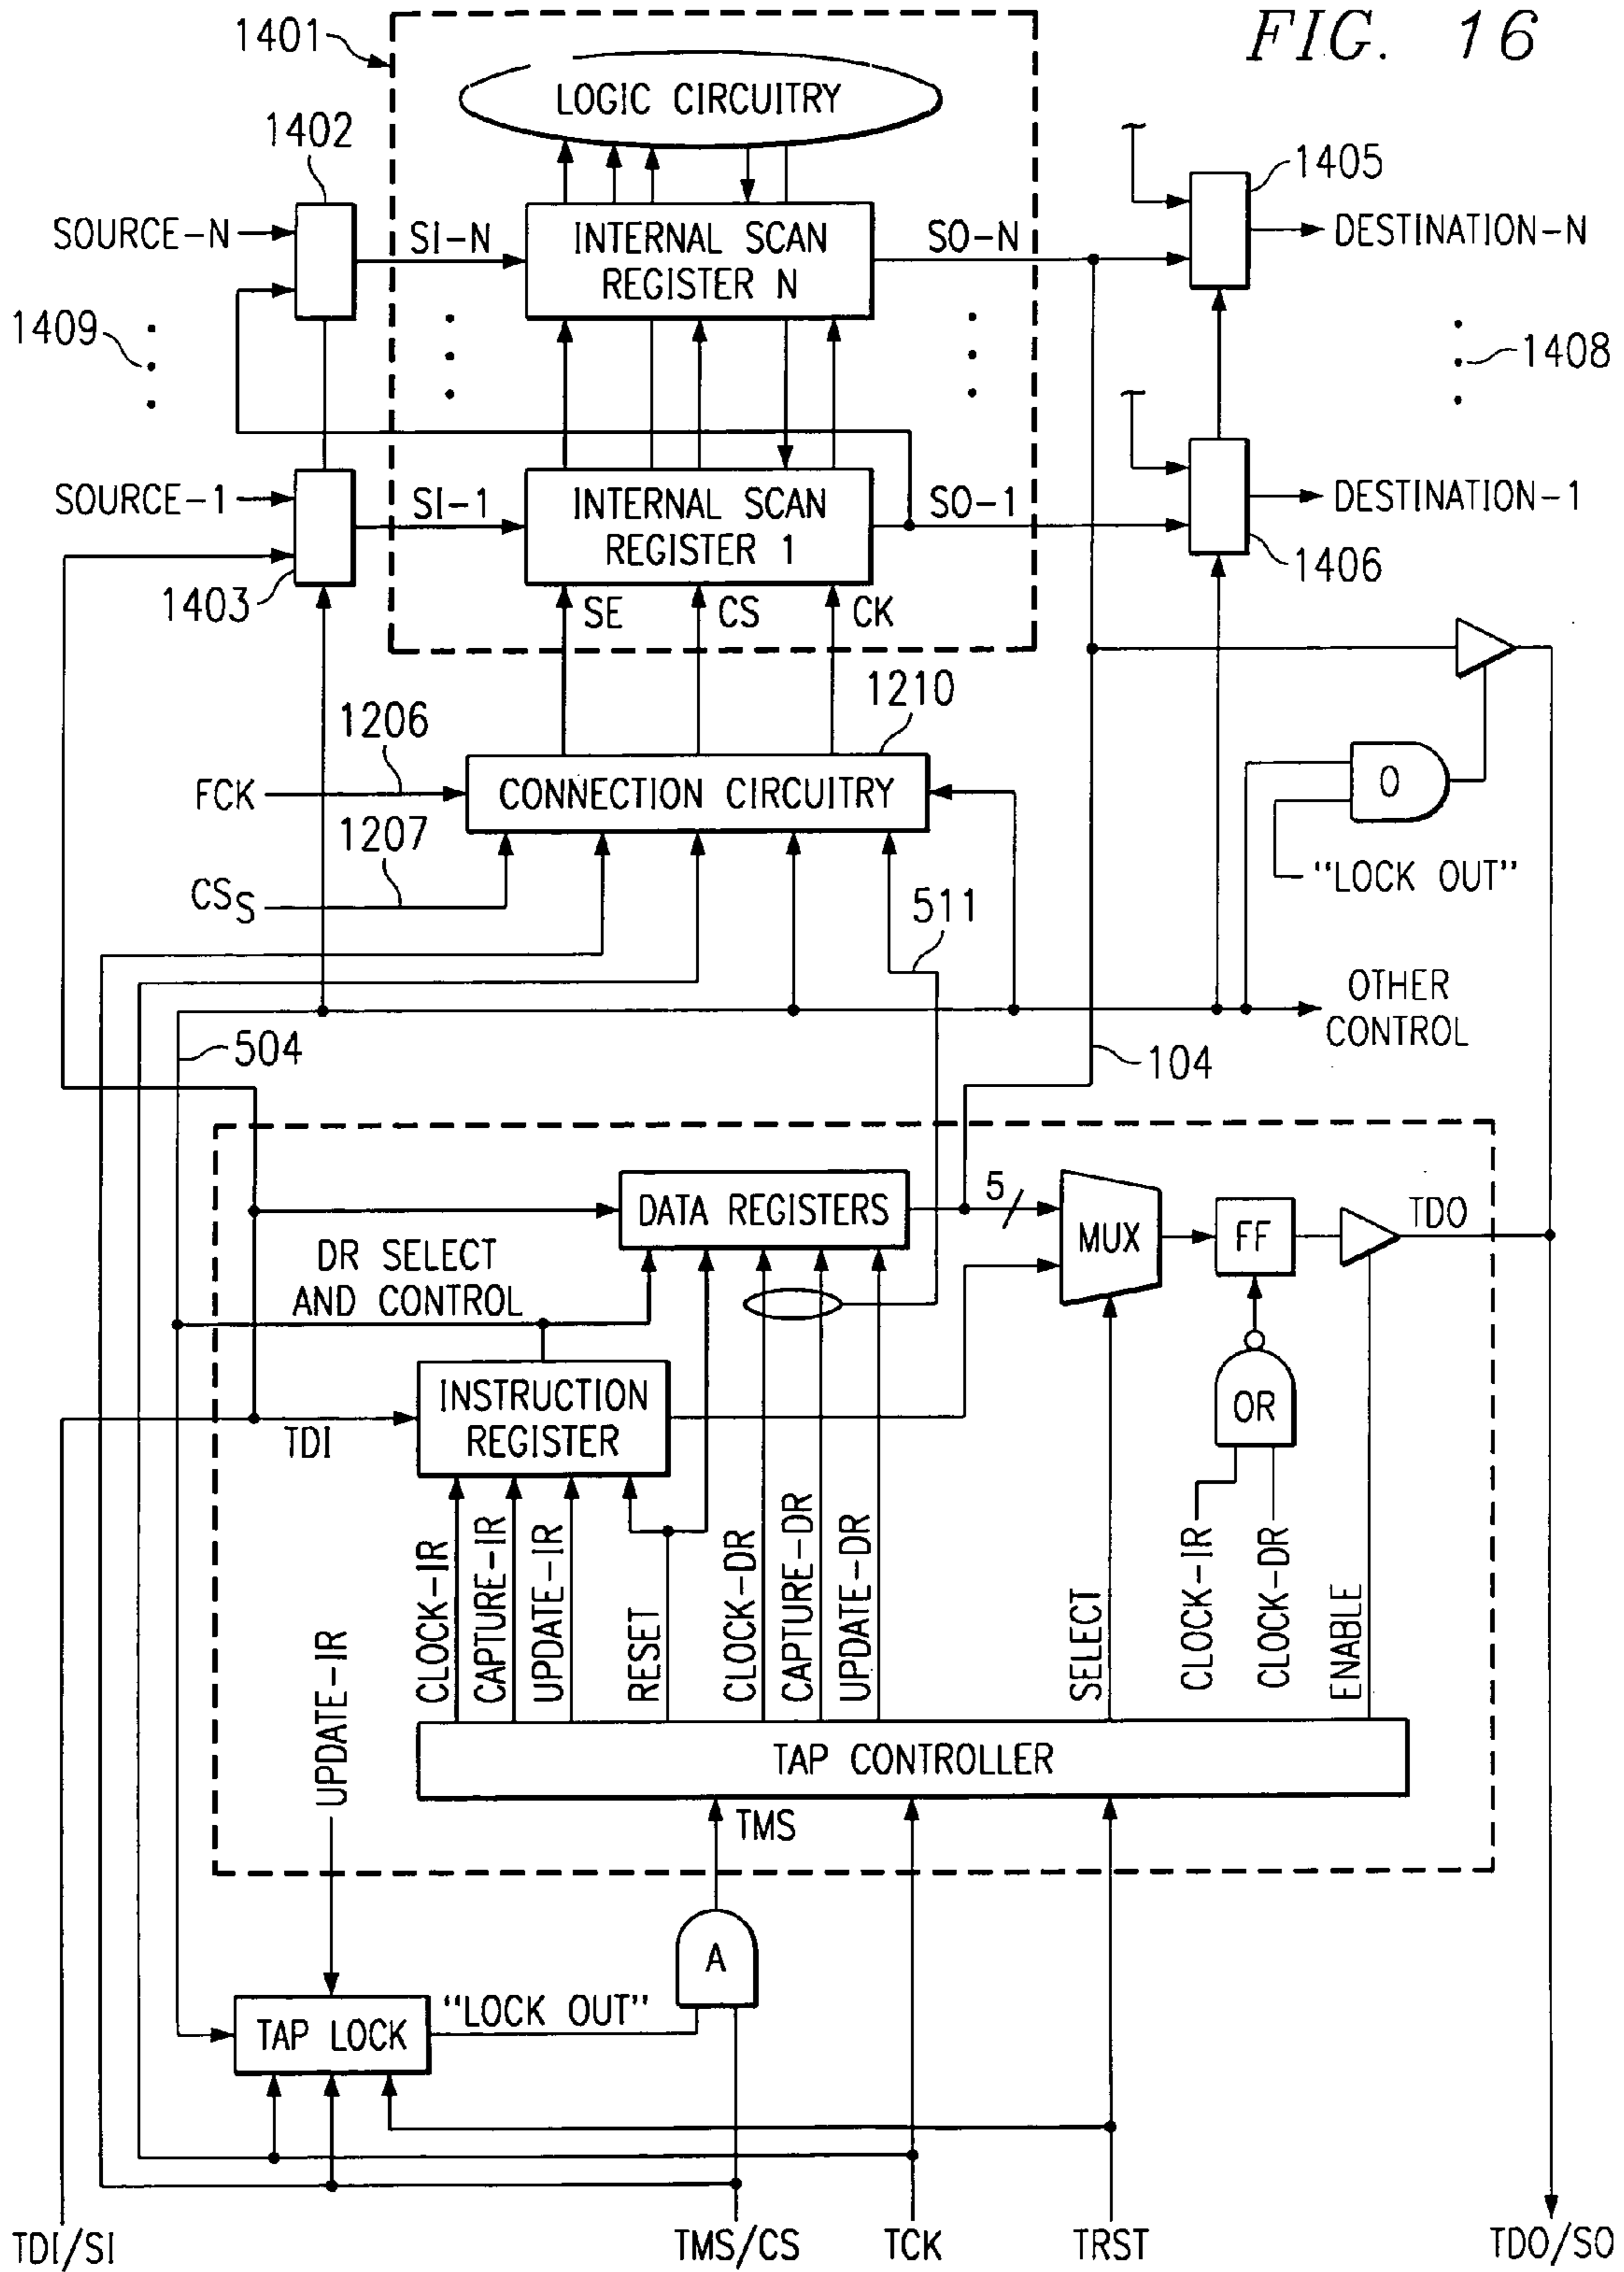 FIG. 16
1401
LOGIC CIRCUITRY
1402
1405
SOURCE-N
SI-N
INTERNAL SCAN
REGISTER N
SO-N
DESTINATION-N
1409
1408
SOURCE-1
SI-1
INTERNAL SCAN
REGISTER 1
SO-1
DESTINATION-1
1403
1406
SE
CS
CK
1210
1206
FCK
CONNECTION CIRCUITRY
O
1207
CSS
"LOCK OUT"
511
OTHER
CONTROL
504
104
DATA REGISTERS
5
MUX
FF
TDO
DR SELECT
AND CONTROL
INSTRUCTION
REGISTER
TDI
OR
CLOCK-IR
CAPTURE-IR
UPDATE-IR
RESET
CLOCK-DR
CAPTURE-DR
UPDATE-DR
SELECT
CLOCK-IR
CLOCK-DR
ENABLE
UPDATE-IR
TAP CONTROLLER
TMS
A
TAP LOCK
"LOCK OUT"
TDI/SI
TMS/CS
TCK
TRST
TDO/SO